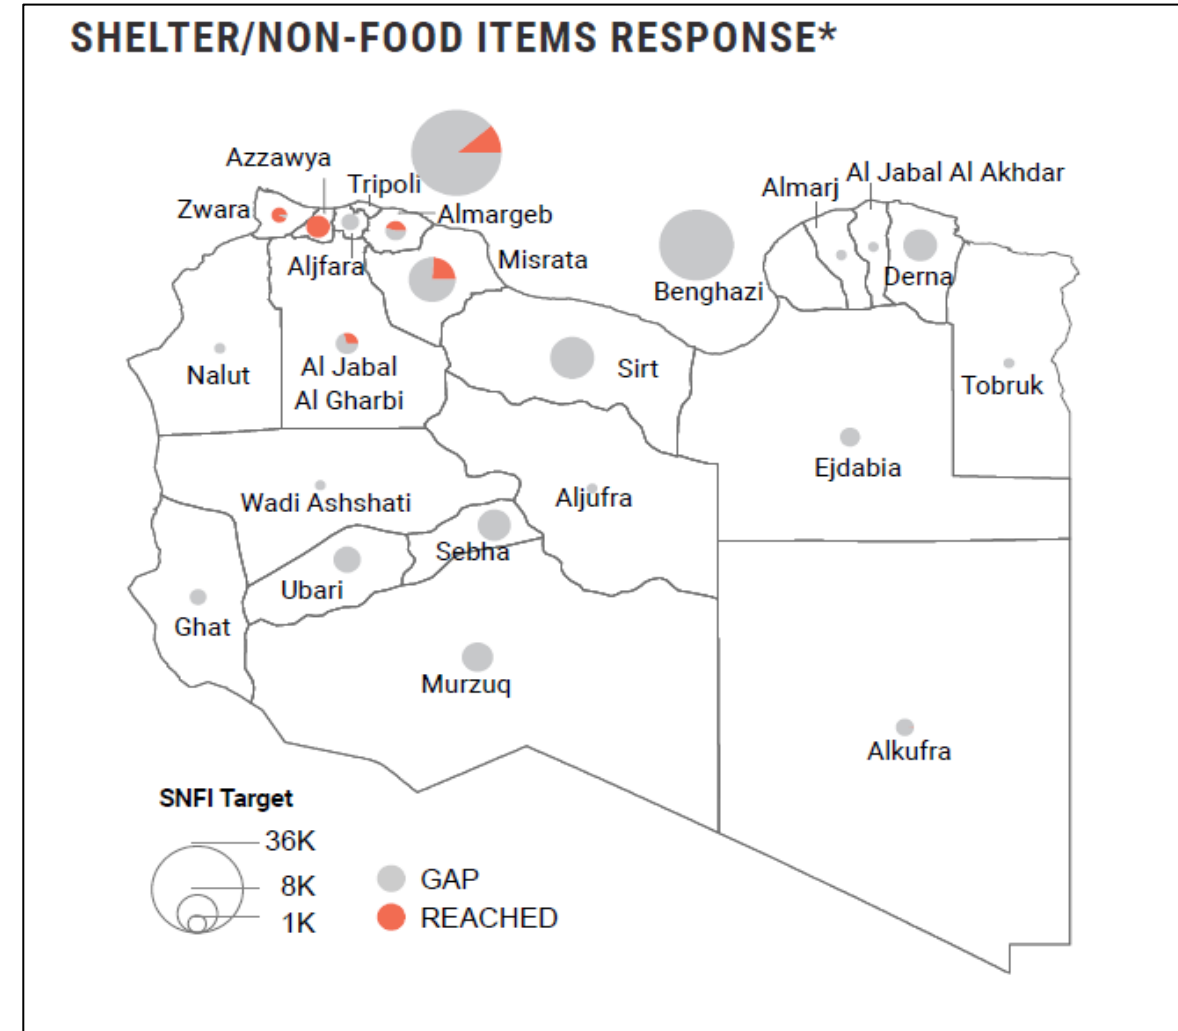 SHELTER/NON-FOOD ITEMS RESPONSE*
Azzawya
Tripoli
Zwara
Almargeb
Aljfara
Misrata
Almarj
Al Jabal Al Akhdar
Benghazi
Derna
Nalut
Al Jabal
Al Gharbi
Sirt
Tobruk
Ejdabia
Wadi Ashshati
Aljufra
Sebha
Ubari
Ghat
Murzuq
Alkufra
SNFI Target
36K
8K
1K
GAP
REACHED